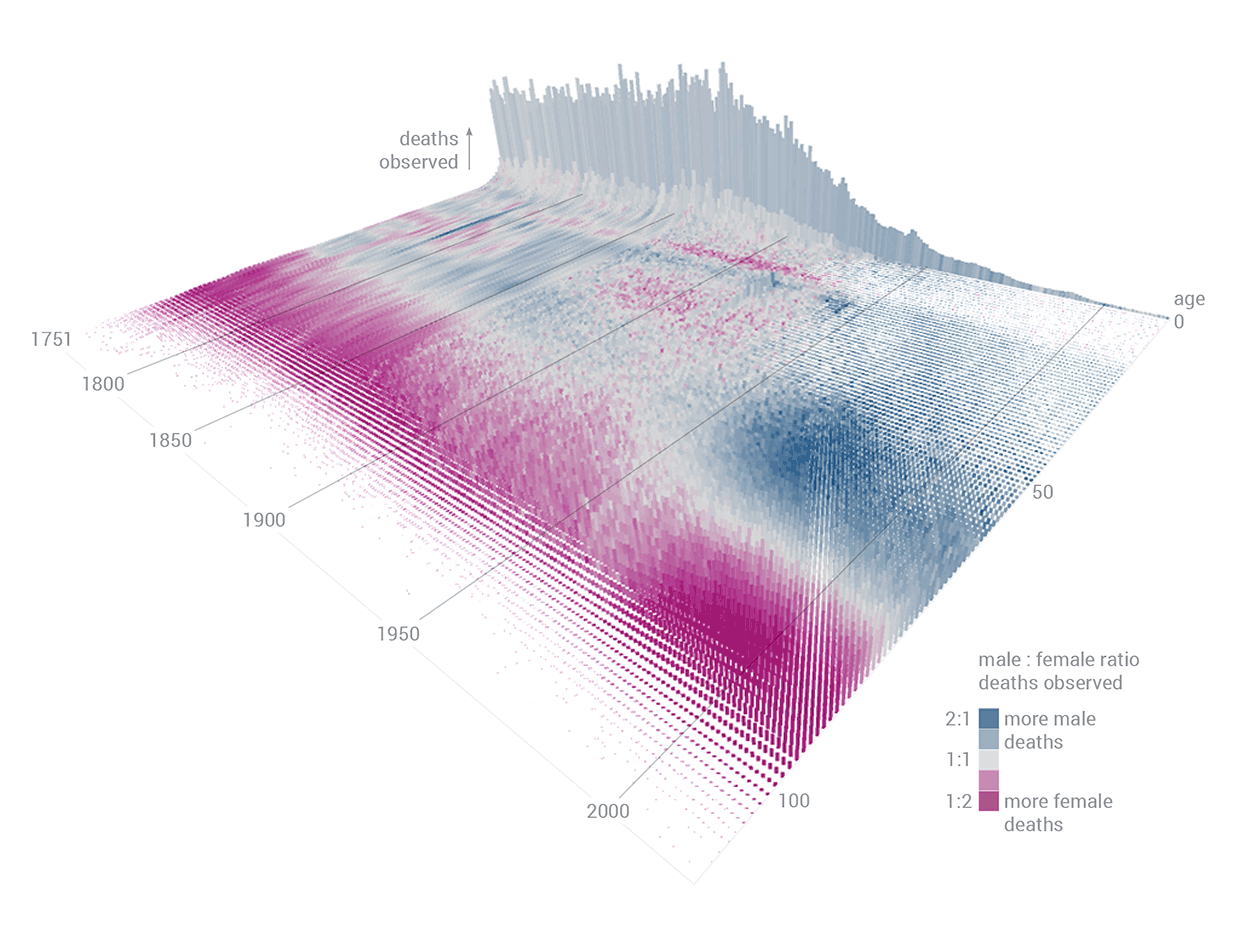 deaths
observed
age
0
1751
1800
1850
50
1900
1950
male : female ratio
deaths observed
2:1 more male
deaths
1:1
1:2 more female
deaths
100
2000